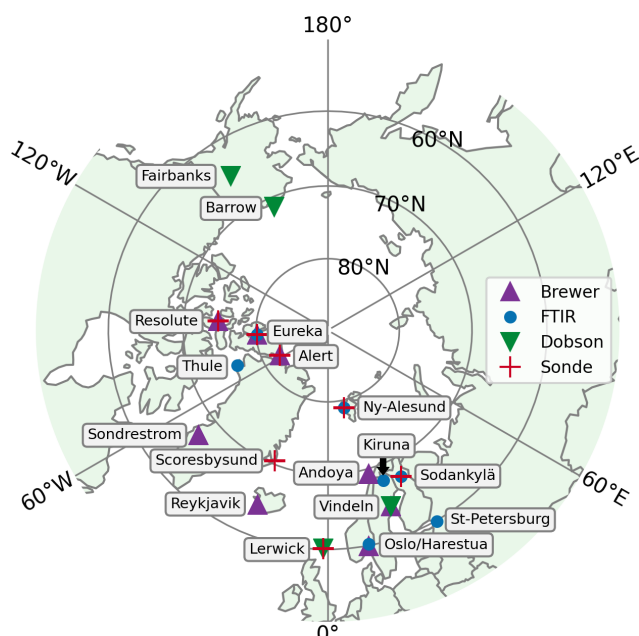 180°
60°N
120°W
120°E
Fairbanks
70°N
Barrow
80°N
Brewer
FTIR
Dobson
Sonde
Resolute
Eureka
Alert
Thule
Ny-Alesund
Sondrestrom
Kiruna
Scoresbysund
Andoya
Sodankylä
60°W
60°E
Reykjavik
Vindeln
St-Petersburg
Lerwick
Oslo/Harestua
0°